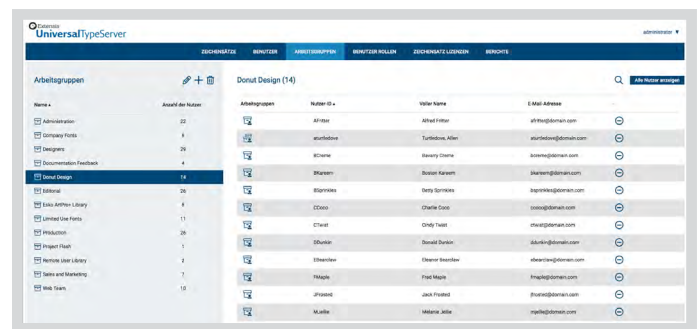 Extensis
UniversalTypeServer
administrator ▼
ZEICHENSÄTZE BENUTZER ARBEITSGRUPPEN BENUTZER ROLLEN ZEICHENSATZ LIZENZEN BERICHTE
Arbeitsgruppen
Donut Design (14)
Alle Nutzer anzeigen
Name Anzahl der Nutzer
Administration 22
Company Fonts
Designers
Documentation Feedback 4
Donut Design 14
Editorial
Esko ArtPro+ Library
Limited Use Fonts 11
Production
Project Flash 1
Remote User Library 2
Sales and Marketing 7
Web Team 10
Arbeitsgruppen Nutzer-ID Voller Name E-Mail-Adresse
AFritter Alfred Fritter afritter@domain.com
aturtledove Turtledove, Allen aturtledove@domain.com
BCreme Bavarly Creme bcreme@domain.com
BKareem Boston Kareem bkareem@domain.com
BSprinkles Betty Sprinkles bsprinkles@domain.com
CCoco Charlie Coco ccoco@domain.com
CTwist Cindy Twist ctwist@domain.com
DDunkin Donald Dunkin ddunkin@domain.com
EBearclaw Eleanor Bearclaw ebearclaw@domain.com
FMaple Fred Maple fmaple@domain.com
JFrosted Jack Frosted jfrosted@domain.com
MJellie Melanie Jellie mjellie@domain.com